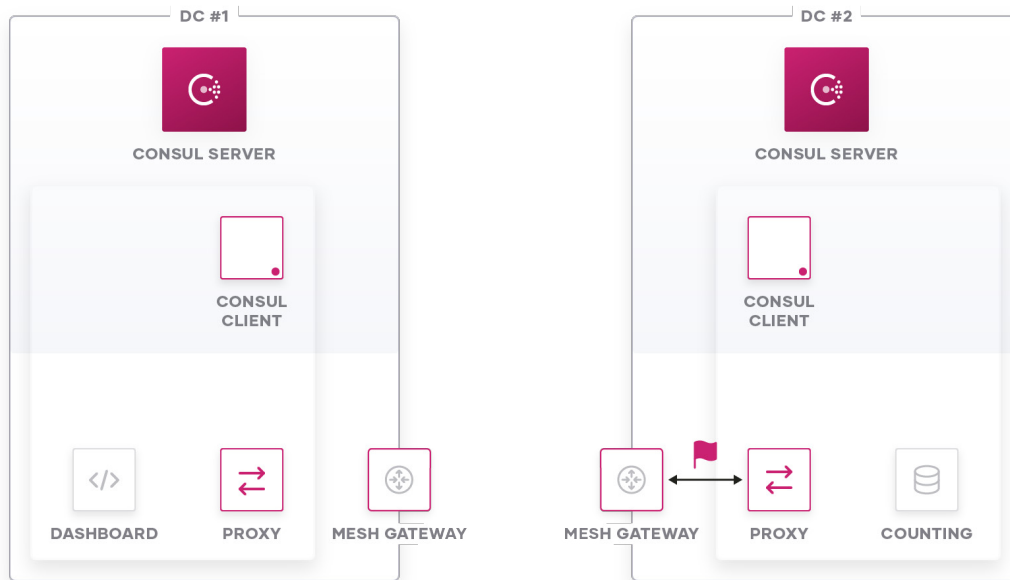 DC #1
CONSUL SERVER
CONSUL
CLIENT
DASHBOARD
PROXY
MESH GATEWAY
DC #2
CONSUL SERVER
CONSUL
CLIENT
MESH GATEWAY
PROXY
COUNTING